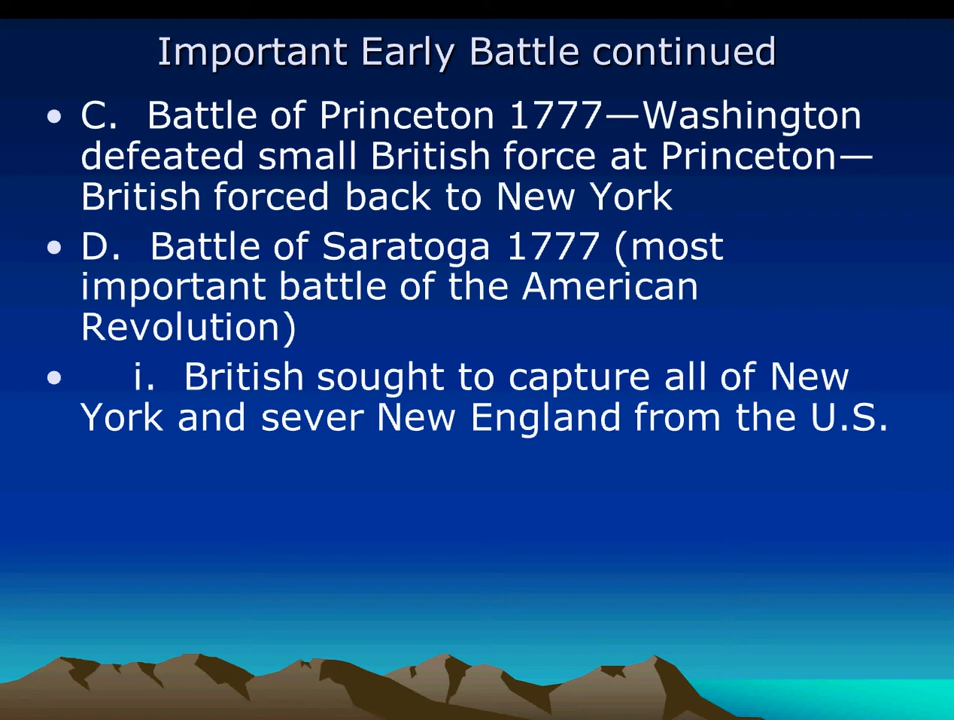 Important Early Battle continued
• C. Battle of Princeton 1777—Washington
defeated small British force at Princeton—
British forced back to New York
• D. Battle of Saratoga 1777 (most
important battle of the American
Revolution)
• i. British sought to capture all of New
York and sever New England from the U.S.